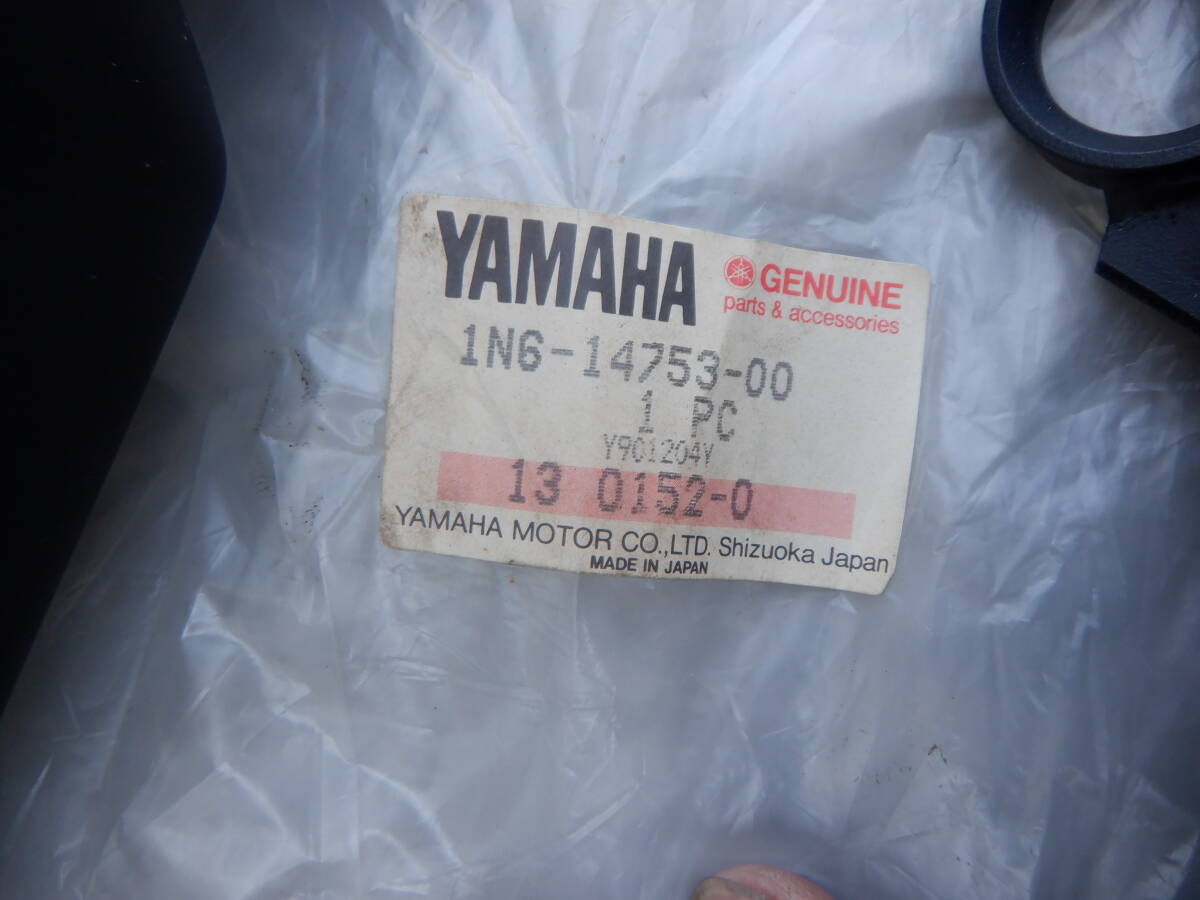 YAMAHA GENUINE
parts & accessories
1N6-14753-00
1 PC
Y901204Y
13 0152-0
YAMAHA MOTOR CO.,LTD. Shizuoka Japan
MADE IN JAPAN